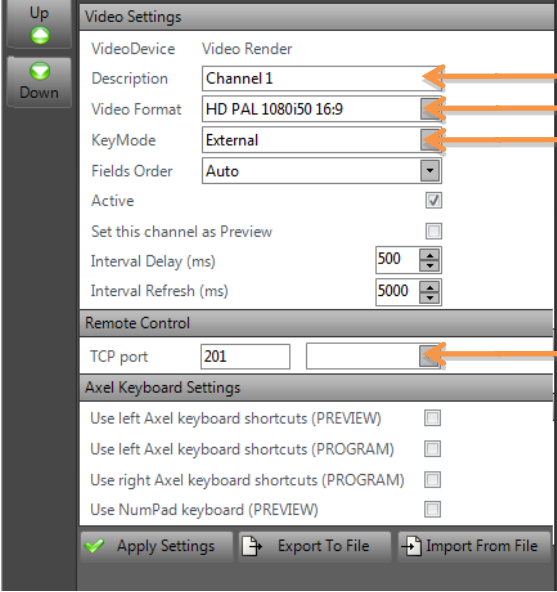 Up
Down
Video Settings
VideoDevice Video Render
Description Channel 1
Video Format HD PAL 1080i50 16:9
KeyMode External
Fields Order Auto
Active
Set this channel as Preview
Interval Delay (ms) 500
Interval Refresh (ms) 5000
Remote Control
TCP port 201
Axel Keyboard Settings
Use left Axel keyboard shortcuts (PREVIEW)
Use left Axel keyboard shortcuts (PROGRAM)
Use right Axel keyboard shortcuts (PROGRAM)
Use NumPad keyboard (PREVIEW)
Apply Settings Export To File Import From File